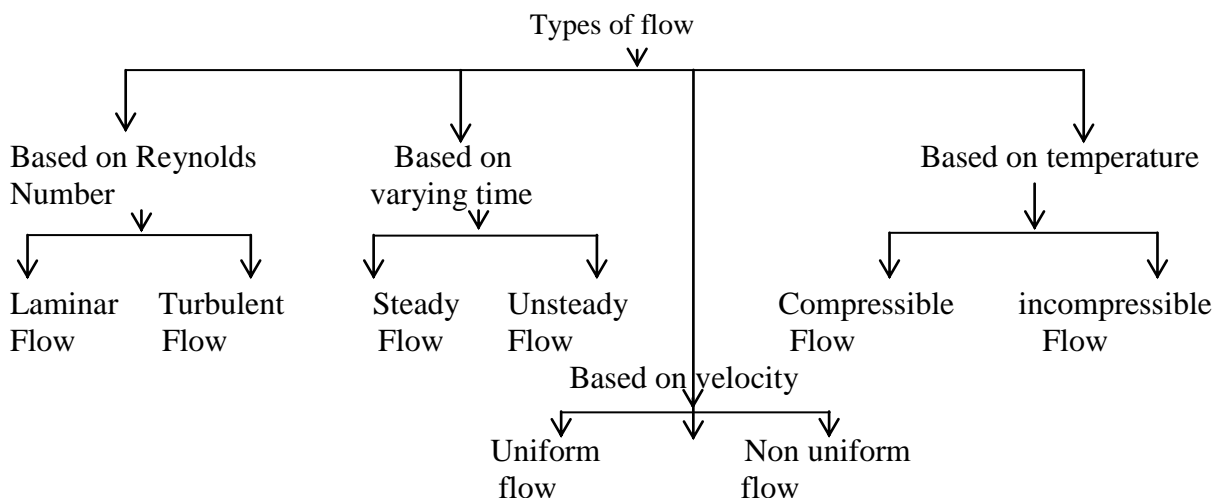 Types of flow
Based on Reynolds
Number
Based on
varying time
Based on temperature
Laminar
Flow
Turbulent
Flow
Steady
Flow
Unsteady
Flow
Compressible
Flow
incompressible
Flow
Based on velocity
Uniform
flow
Non uniform
flow